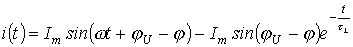 i(t) = I_m sin(ωt + φ_U − φ) − I_m sin(φ_U − φ)e^{−t/τ_L}